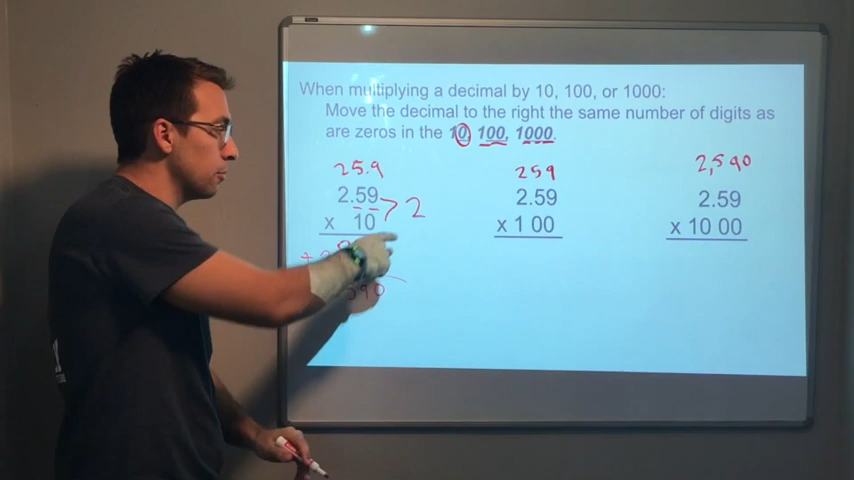 When multiplying a decimal by 10, 100, or 1000:
Move the decimal to the right the same number of digits as
are zeros in the 10, 100, 1000.
25.9
2.59
x 10
> 2
+
590
259
2.59
x 1 00
2,590
2.59
x 10 00